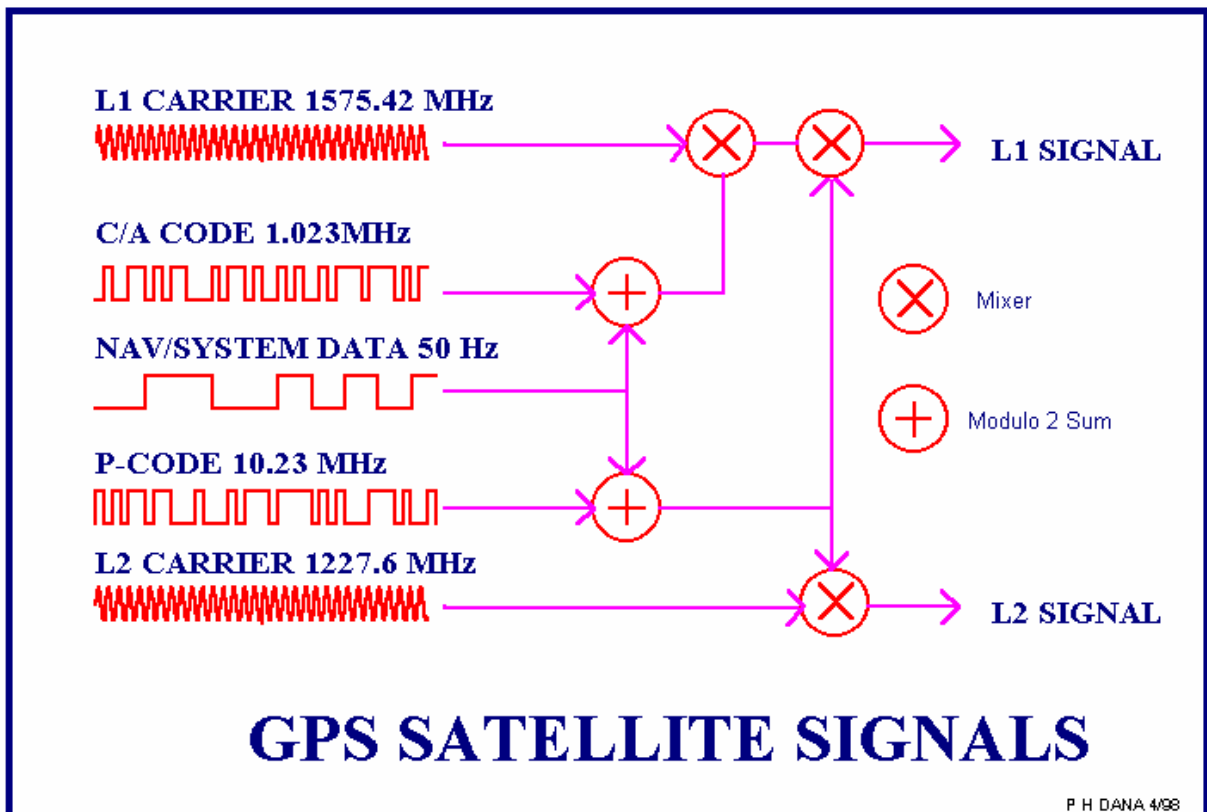 L1 CARRIER 1575.42 MHz
L1 SIGNAL
C/A CODE 1.023MHz
Mixer
NAV/SYSTEM DATA 50 Hz
Modulo 2 Sum
P-CODE 10.23 MHz
L2 CARRIER 1227.6 MHz
L2 SIGNAL
GPS SATELLITE SIGNALS
P H DANA 4/98